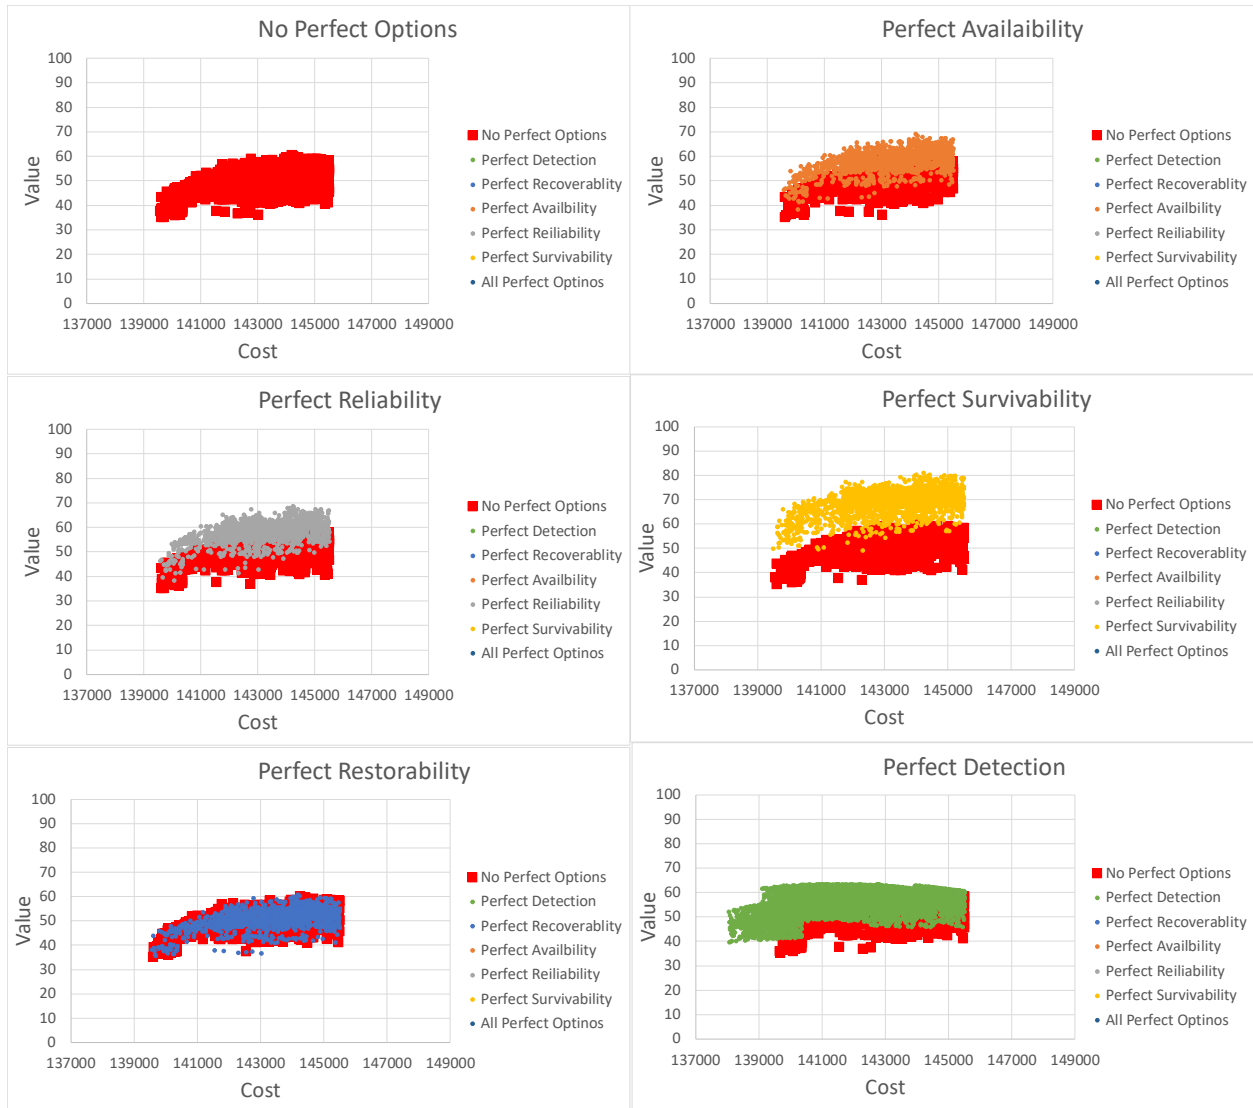 No Perfect Options
100
90
80
70
60
50
40
30
20
10
0
137000 139000 141000 143000 145000 147000 149000
Value
Cost
No Perfect Options
Perfect Detection
Perfect Recoverablity
Perfect Availbility
Perfect Reiliability
Perfect Survivability
All Perfect Optinos
Perfect Availaibility
100
90
80
70
60
50
40
30
20
10
0
137000 139000 141000 143000 145000 147000 149000
Value
Cost
No Perfect Options
Perfect Detection
Perfect Recoverablity
Perfect Availbility
Perfect Reiliability
Perfect Survivability
All Perfect Optinos
Perfect Reliability
100
90
80
70
60
50
40
30
20
10
0
137000 139000 141000 143000 145000 147000 149000
Value
Cost
No Perfect Options
Perfect Detection
Perfect Recoverablity
Perfect Availbility
Perfect Reiliability
Perfect Survivability
All Perfect Optinos
Perfect Survivability
100
90
80
70
60
50
40
30
20
10
0
137000 139000 141000 143000 145000 147000 149000
Value
Cost
No Perfect Options
Perfect Detection
Perfect Recoverablity
Perfect Availbility
Perfect Reiliability
Perfect Survivability
All Perfect Optinos
Perfect Restorability
100
90
80
70
60
50
40
30
20
10
0
137000 139000 141000 143000 145000 147000 149000
Value
Cost
No Perfect Options
Perfect Detection
Perfect Recoverablity
Perfect Availbility
Perfect Reiliability
Perfect Survivability
All Perfect Optinos
Perfect Detection
100
90
80
70
60
50
40
30
20
10
0
137000 139000 141000 143000 145000 147000 149000
Value
Cost
No Perfect Options
Perfect Detection
Perfect Recoverablity
Perfect Availbility
Perfect Reiliability
Perfect Survivability
All Perfect Optinos